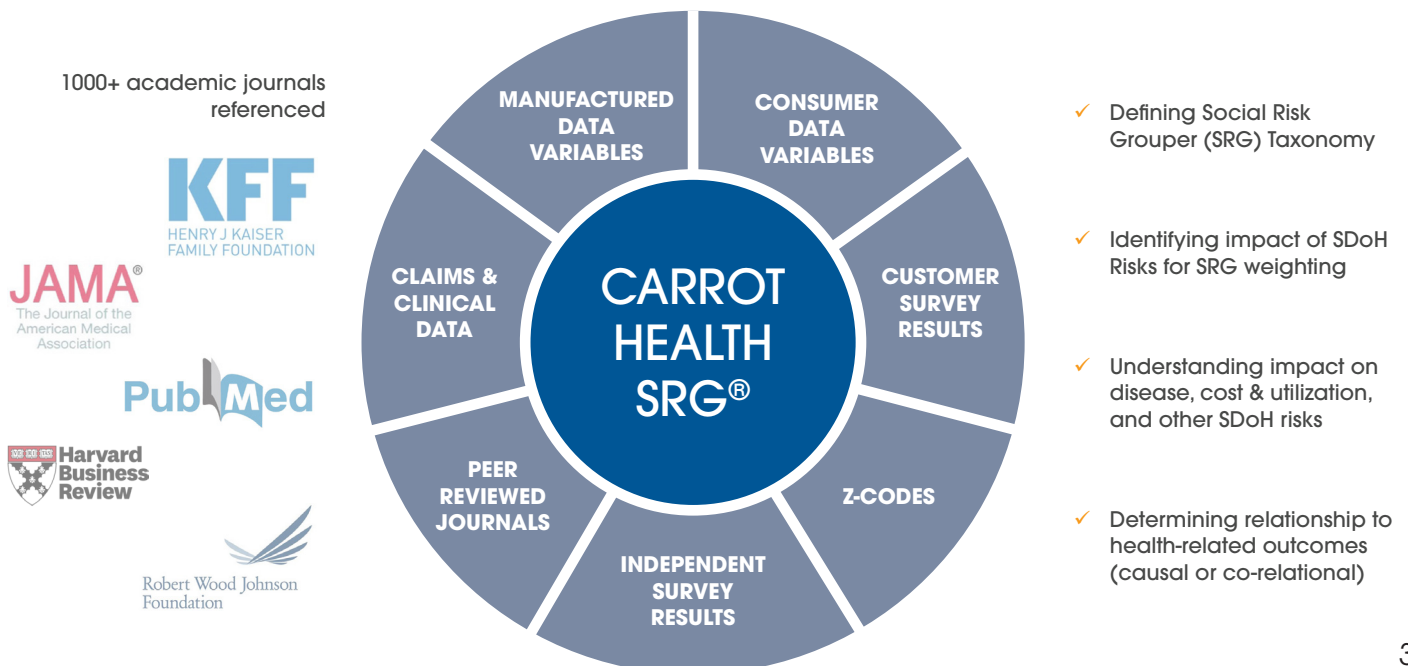 1000+ academic journals
referenced
KFF
HENRY J KAISER
FAMILY FOUNDATION
JAMA®
The Journal of the
American Medical
Association
PubMed
Harvard
Business
Review
Robert Wood Johnson
Foundation
MANUFACTURED
DATA
VARIABLES
CONSUMER
DATA
VARIABLES
CLAIMS &
CLINICAL
DATA
CUSTOMER
SURVEY
RESULTS
CARROT
HEALTH
SRG®
PEER
REVIEWED
JOURNALS
Z-CODES
INDEPENDENT
SURVEY
RESULTS
✓ Defining Social Risk
Grouper (SRG) Taxonomy
✓ Identifying impact of SDoH
Risks for SRG weighting
✓ Understanding impact on
disease, cost & utilization,
and other SDoH risks
✓ Determining relationship to
health-related outcomes
(causal or co-relational)
3